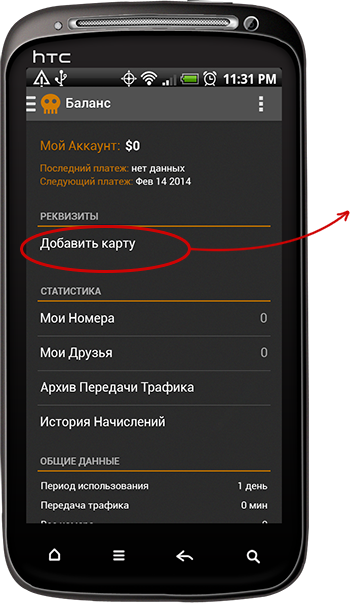 htc
11:31 PM
Баланс
Мой Аккаунт: $0
Последний платеж: нет данных
Следующий платеж: Фев 14 2014
РЕКВИЗИТЫ
Добавить карту
СТАТИСТИКА
Мои Номера 0
Мои Друзья 0
Архив Передачи Трафика
История Начислений
ОБЩИЕ ДАННЫЕ
Период использования 1 день
Передача трафика 0 мин